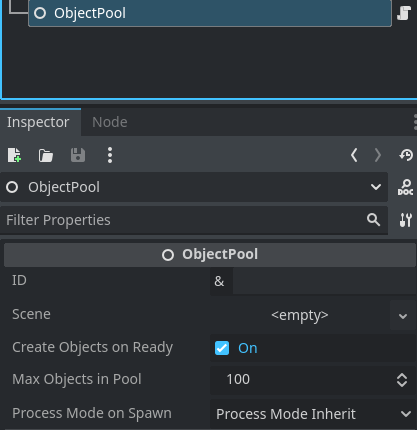 ObjectPool
Inspector Node
ObjectPool
DOC
Filter Properties
ObjectPool
ID &
Scene <empty>
Create Objects on Ready On
Max Objects in Pool 100
Process Mode on Spawn Process Mode Inherit